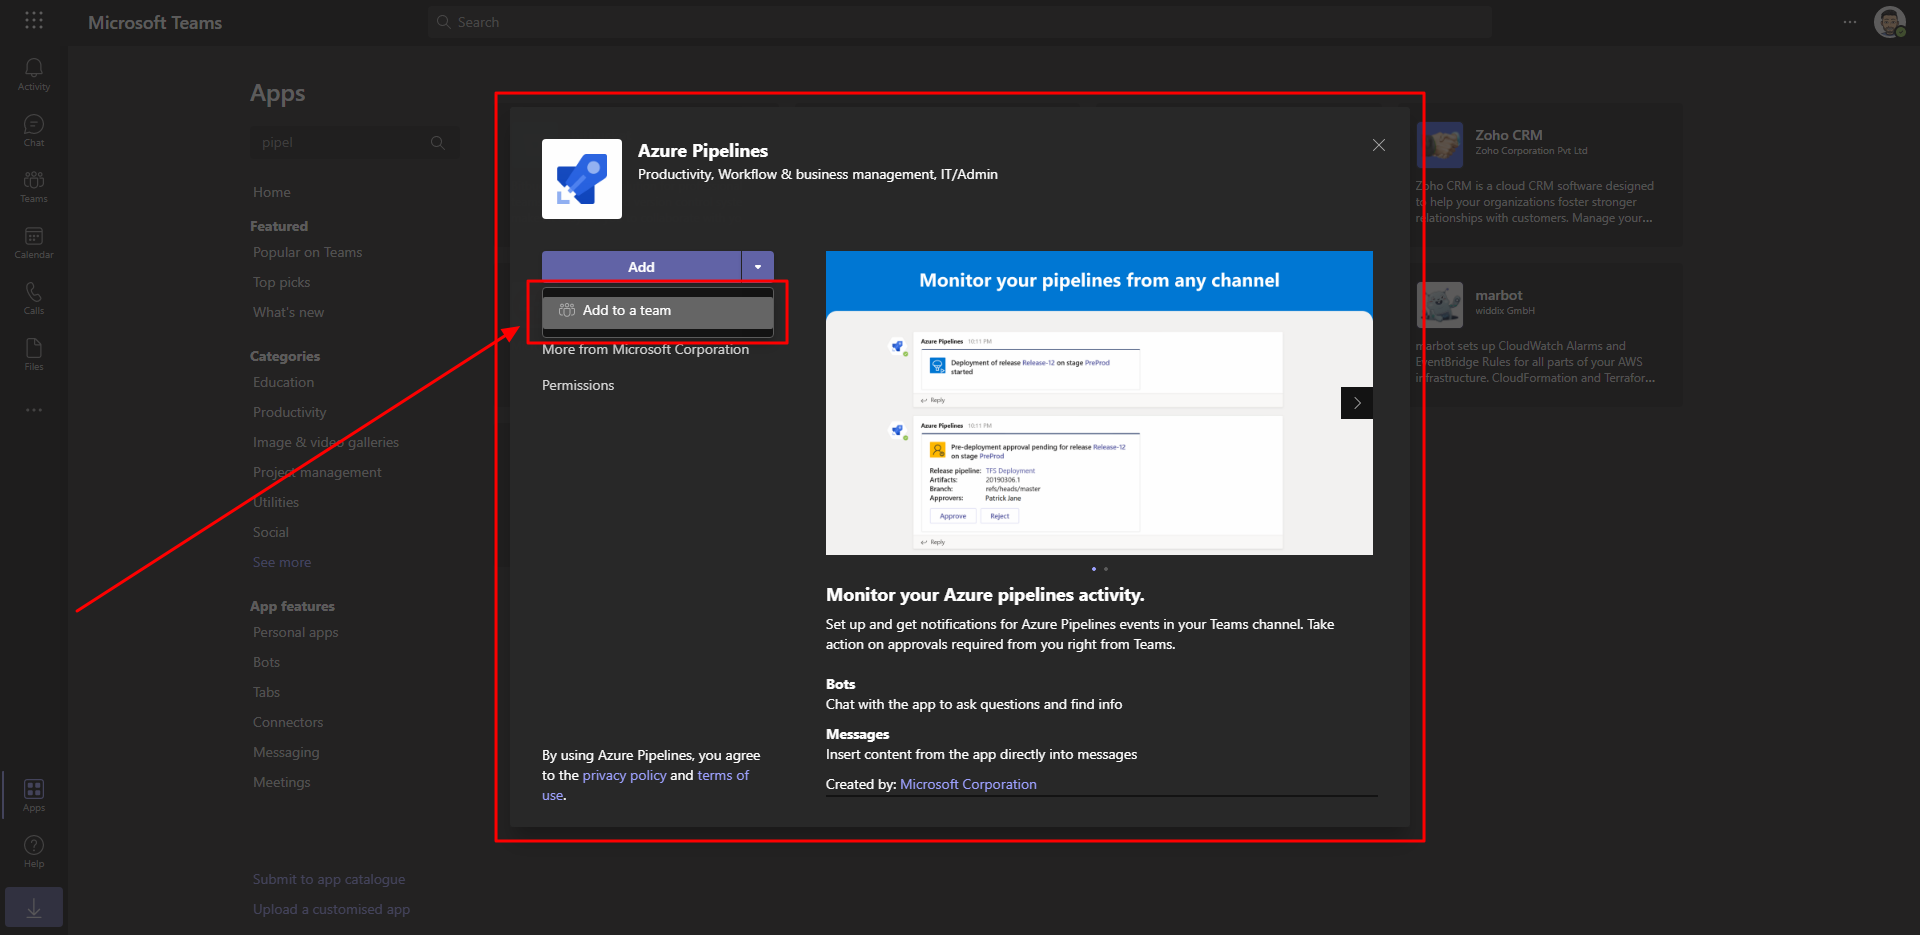 Microsoft Teams
Search
Activity
Chat
Teams
Calendar
Calls
Files
Apps
Help
Apps
pipel
Home
Featured
Popular on Teams
Top picks
What's new
Categories
Education
Productivity
Image & video galleries
Project management
Utilities
Social
See more
App features
Personal apps
Bots
Tabs
Connectors
Messaging
Meetings
Submit to app catalogue
Upload a customised app
Azure Pipelines
Productivity, Workflow & business management, IT/Admin
Add
Add to a team
More from Microsoft Corporation
Permissions
By using Azure Pipelines, you agree
to the privacy policy and terms of
use.
Monitor your pipelines from any channel
Azure Pipelines 10:11 PM
Deployment of release Release-12 on stage PreProd
started
Reply
Azure Pipelines 10:11 PM
Pre-deployment approval pending for release Release-12
on stage PreProd
Release pipeline: TFS Deployment
Artifacts: 20190306.1
Branch: refs/heads/master
Approvers: Patrick Jane
Approve Reject
Reply
Monitor your Azure pipelines activity.
Set up and get notifications for Azure Pipelines events in your Teams channel. Take
action on approvals required from you right from Teams.
Bots
Chat with the app to ask questions and find info
Messages
Insert content from the app directly into messages
Created by: Microsoft Corporation
Zoho CRM
Zoho Corporation Pvt Ltd
Zoho CRM is a cloud CRM software designed
to help your organizations foster stronger
relationships with customers. Manage your...
marbot
widdix GmbH
marbot sets up CloudWatch Alarms and
EventBridge Rules for all parts of your AWS
infrastructure. CloudFormation and Terrafor...